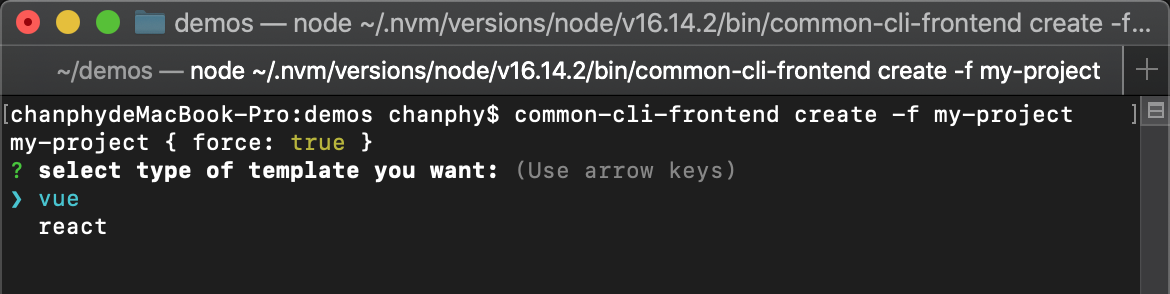 demos — node ~/.nvm/versions/node/v16.14.2/bin/common-cli-frontend create -f...
~/demos — node ~/.nvm/versions/node/v16.14.2/bin/common-cli-frontend create -f my-project
[chanphydeMacBook-Pro:demos chanphy$ common-cli-frontend create -f my-project ]
my-project { force: true }
? select type of template you want: (Use arrow keys)
❯ vue
react